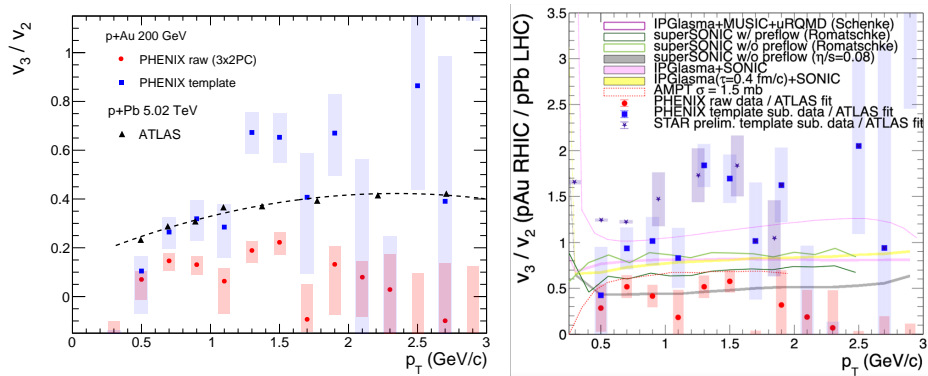 v3 / v2
p+Au 200 GeV
PHENIX raw (3x2PC)
PHENIX template
p+Pb 5.02 TeV
ATLAS
1
0.8
0.6
0.4
0.2
0
0
0.5
1
1.5
2
2.5
3
pT (GeV/c)
v3 / v2 (pAu RHIC / pPb LHC)
IPGlasma+MUSIC+uRQMD (Schenke)
superSONIC w/ preflow (Romatschke)
superSONIC w/o preflow (Romatschke)
superSONIC w/o preflow (η/s=0.08)
IPGlasma+SONIC
IPGlasma(τ=0.4 fm/c)+SONIC
AMPT σ = 1.5 mb
PHENIX raw data / ATLAS fit
PHENIX template sub. data / ATLAS fit
STAR prelim. template sub. data / ATLAS fit
3.5
3
2.5
2
1.5
1
0.5
0
0.5
1
1.5
2
2.5
3
pT (GeV/c)